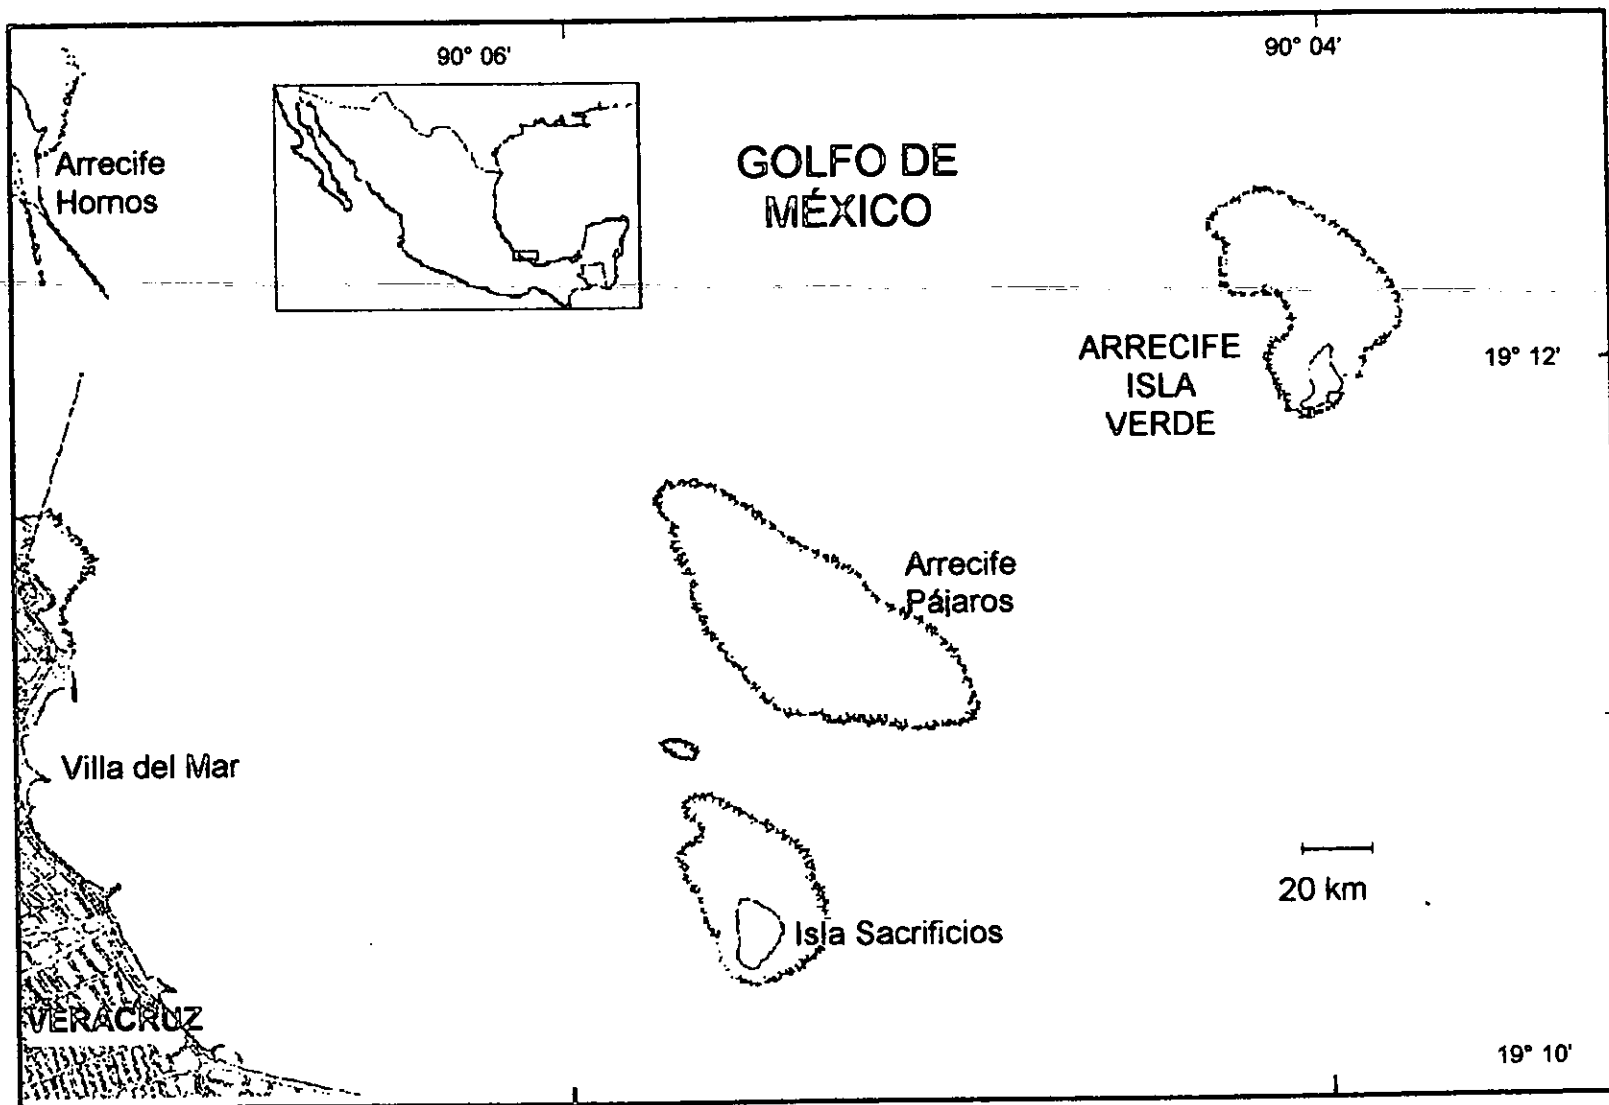 90° 06'
90° 04'
Arrecife
Hornos
GOLFO DE
MÉXICO
ARRECIFE
ISLA
VERDE
19° 12'
Arrecife
Pájaros
Villa del Mar
20 km
Isla Sacrificios
VERACRUZ
19° 10'